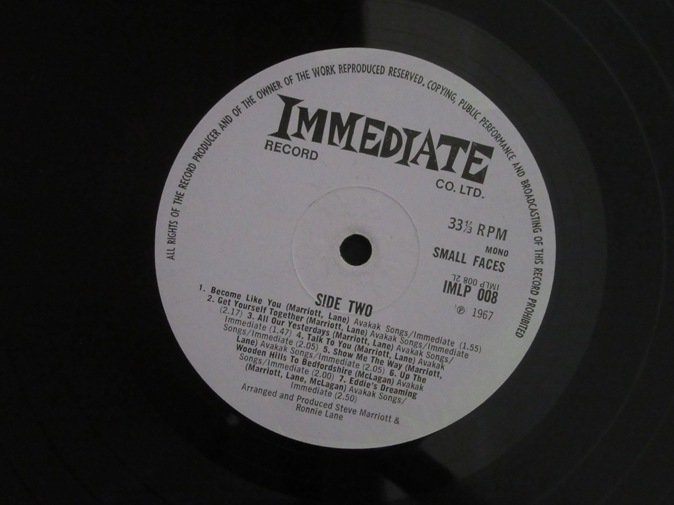 ALL RIGHTS OF THE RECORD PRODUCER AND OF THE OWNER OF THE WORK REPRODUCED RESERVED. COPYING, PUBLIC PERFORMANCE AND BROADCASTING OF THIS RECORD PROHIBITED
IMMEDIATE
RECORD
CO. LTD.
33⅓ RPM
MONO
SMALL FACES
IMLP 008 2L
IMLP 008
℗ 1967
SIDE TWO
1. Become Like You (Marriott, Lane) Avakak Songs/Immediate (1.55)
2. Get Yourself Together (Marriott, Lane) Avakak Songs/Immediate
(2.17) 3. All Our Yesterdays (Marriott, Lane) Avakak Songs/
Immediate (1.47) 4. Talk To You (Marriott, Lane) Avakak
Songs/Immediate (2.05) 5. Show Me The Way (Marriott,
Lane) Avakak Songs/Immediate (2.05) 6. Up The
Wooden Hills To Bedfordshire (McLagan) Avakak
Songs/Immediate (2.00) 7. Eddie's Dreaming
(Marriott, Lane, McLagan) Avakak Songs/
Immediate (2.50)
Arranged and Produced Steve Marriott &
Ronnie Lane